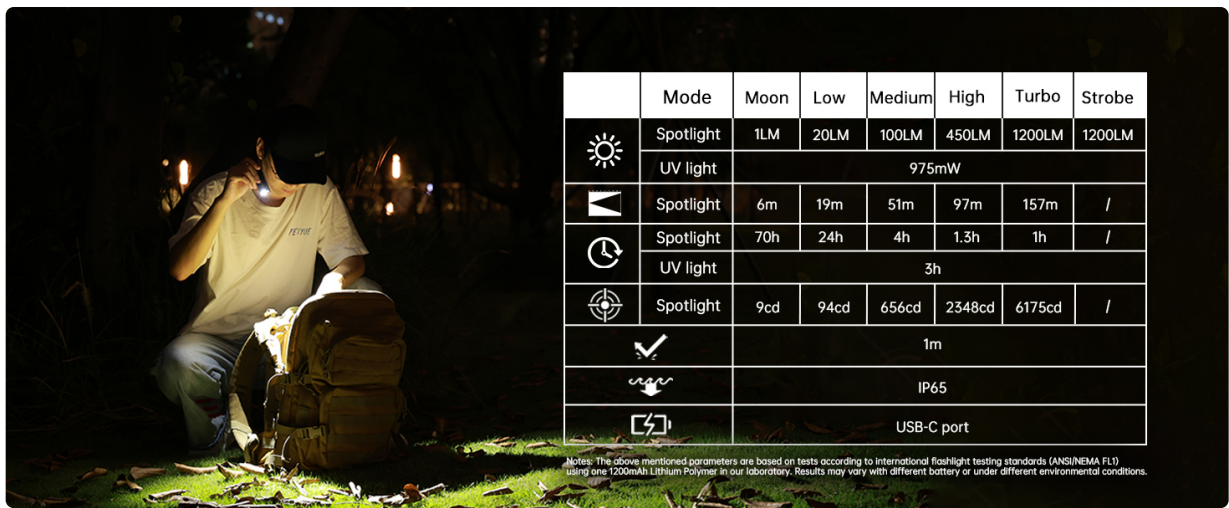 Mode Moon Low Medium High Turbo Strobe
Spotlight 1LM 20LM 100LM 450LM 1200LM 1200LM
UV light 975mW
Spotlight 6m 19m 51m 97m 157m /
Spotlight 70h 24h 4h 1.3h 1h /
UV light 3h
Spotlight 9cd 94cd 656cd 2348cd 6175cd /
1m
IP65
USB-C port
Notes: The above mentioned parameters are based on tests according to international flashlight testing standards (ANSI/NEMA FL1)
using one 1200mAh Lithium Polymer in our laboratory. Results may vary with different battery or under different environmental conditions.